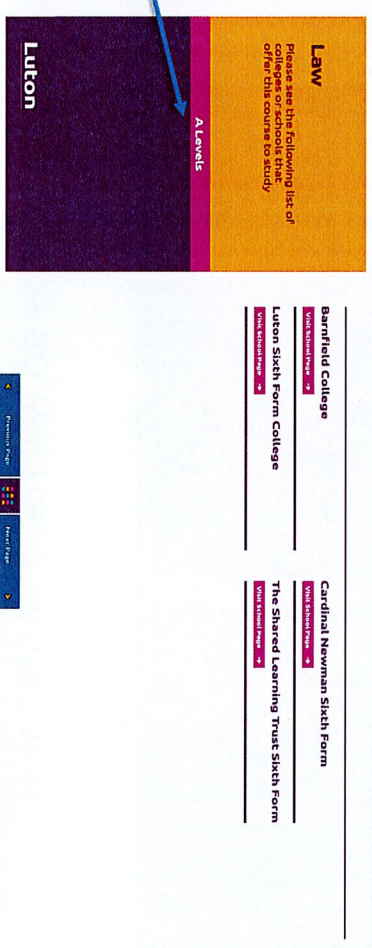 Law
Please see the following list of
colleges or schools that
offer this course to study
A Levels
Luton
Barnfield College
Visit School Page
Cardinal Newman Sixth Form
Visit School Page
Luton Sixth Form College
Visit School Page
The Shared Learning Trust Sixth Form
Visit School Page
Previous Page
Next Page